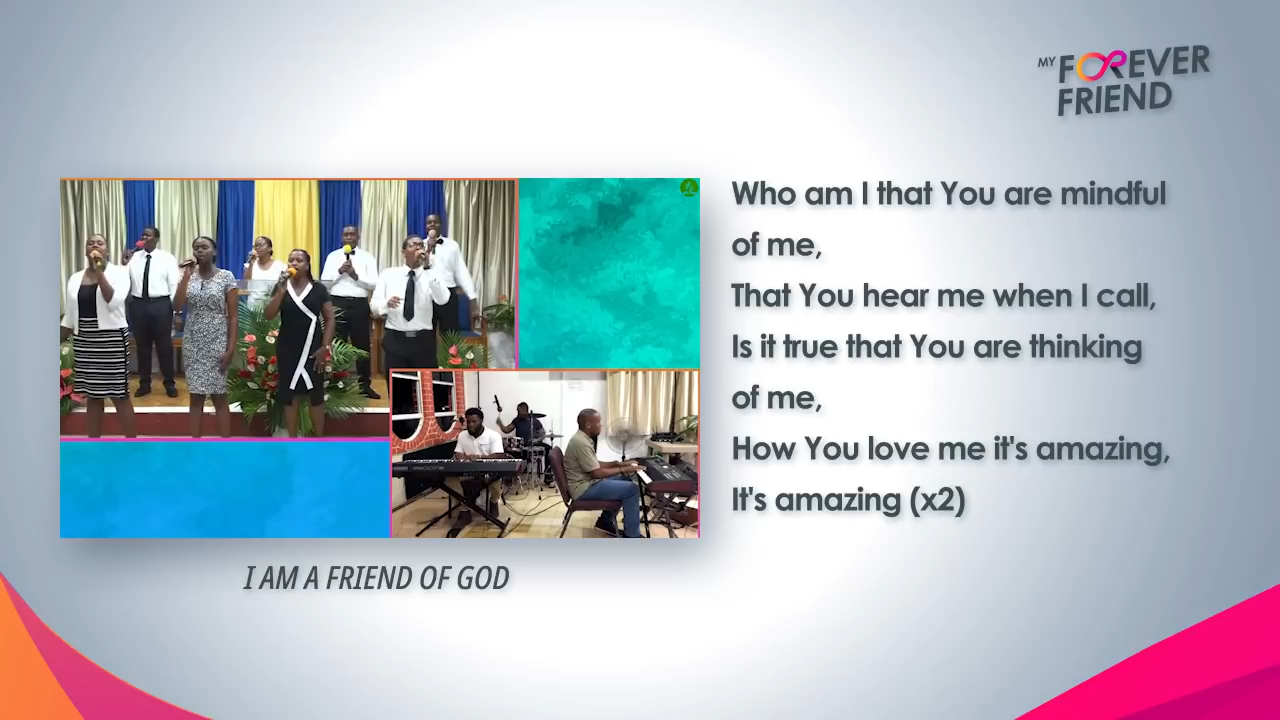 MY FOREVER
FRIEND
Who am I that You are mindful
of me,
That You hear me when I call,
Is it true that You are thinking
of me,
How You love me it's amazing,
It's amazing (x2)
I AM A FRIEND OF GOD